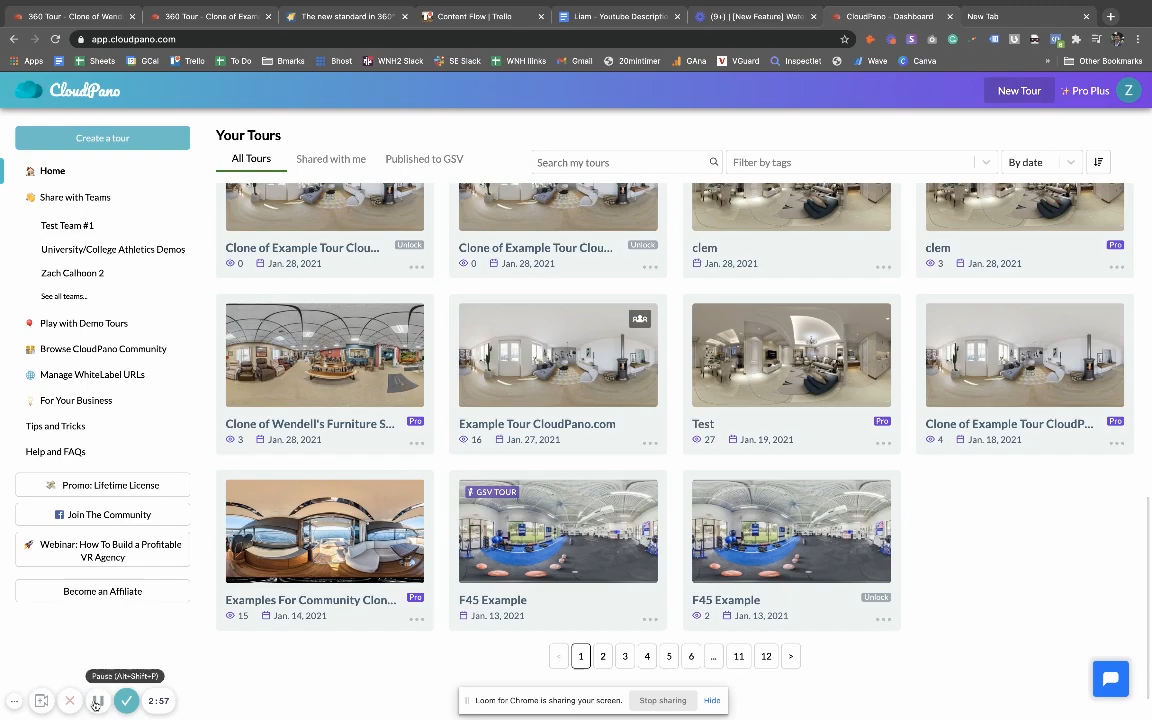 360 Tour - Clone of Wend
360 Tour - Clone of Exam
The new standard in 360°
Content Flow | Trello
Liam - Youtube Descriptio
(9+) | [New Feature] Wate
CloudPano - Dashboard
New Tab
app.cloudpano.com
Apps
Sheets
GCal
Trello
To Do
Bmarks
Bhost
WNH2 Slack
SE Slack
WNH llinks
Gmail
20mintimer
GAna
VGuard
Inspectlet
Wave
Canva
Other Bookmarks
CloudPano
New Tour
Pro Plus
Z
Create a tour
Home
Share with Teams
Test Team #1
University/College Athletics Demos
Zach Calhoon 2
See all teams...
Play with Demo Tours
Browse CloudPano Community
Manage WhiteLabel URLs
For Your Business
Tips and Tricks
Help and FAQs
Promo: Lifetime License
Join The Community
Webinar: How To Build a Profitable
VR Agency
Become an Affiliate
Your Tours
All Tours
Shared with me
Published to GSV
Search my tours
Filter by tags
By date
Clone of Example Tour Clou...
Unlock
0 Jan. 28, 2021
Clone of Example Tour Clou...
Unlock
0 Jan. 28, 2021
clem
Jan. 28, 2021
clem
Pro
3 Jan. 28, 2021
Clone of Wendell's Furniture S...
Pro
3 Jan. 28, 2021
Example Tour CloudPano.com
16 Jan. 27, 2021
Test
Pro
27 Jan. 19, 2021
Clone of Example Tour CloudP...
Pro
4 Jan. 18, 2021
Examples For Community Clon...
Pro
15 Jan. 14, 2021
GSV TOUR
F45 Example
Jan. 13, 2021
F45 Example
Unlock
2 Jan. 13, 2021
< 1 2 3 4 5 6 ... 11 12 >
Pause (Alt+Shift+P)
2:57
Loom for Chrome is sharing your screen.
Stop sharing
Hide